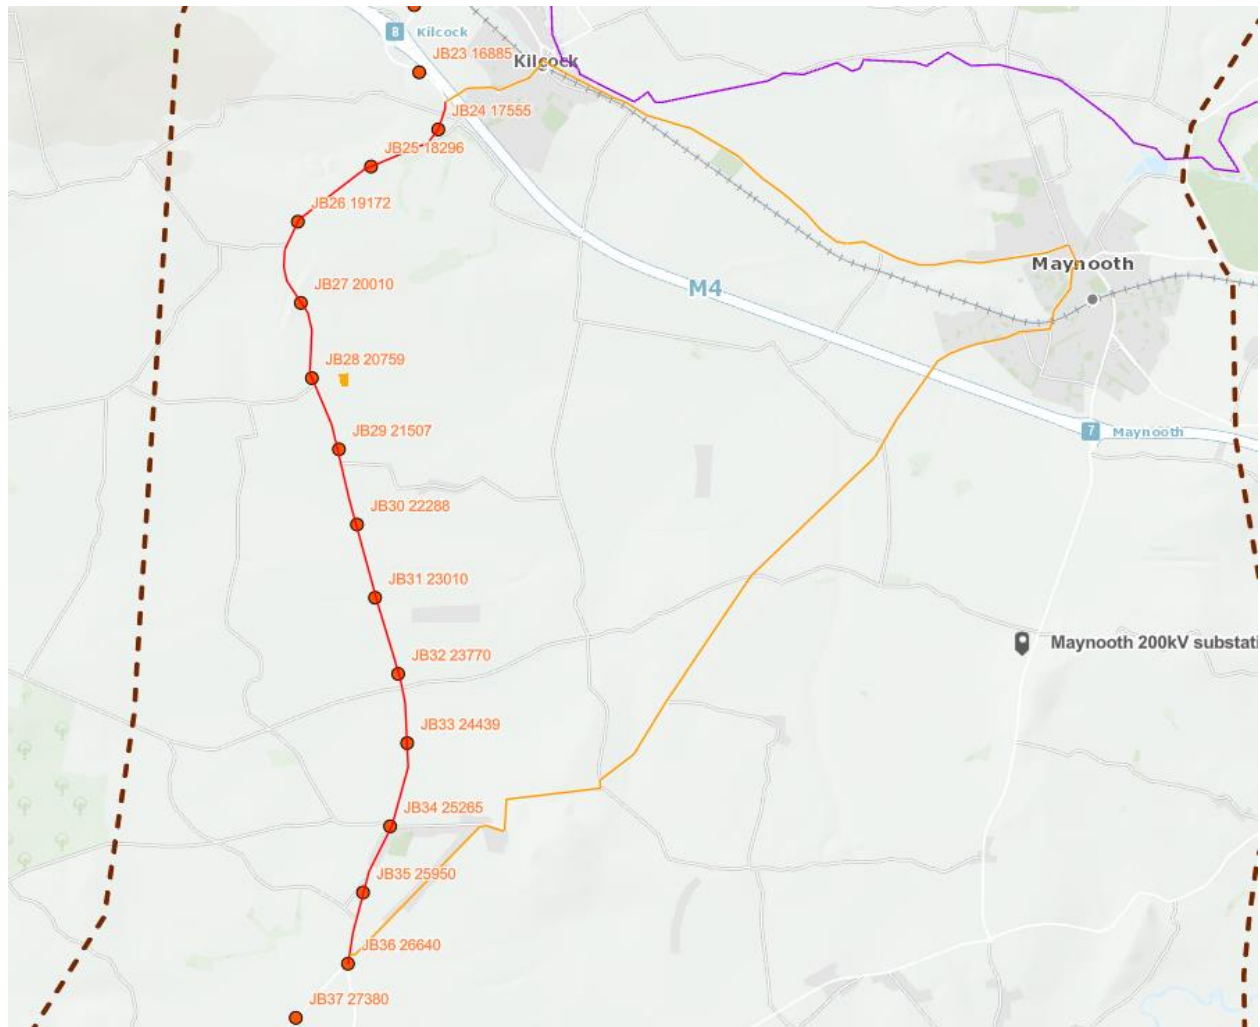 8 Kilcock
JB23 16885
Kilcock
JB24 17555
JB25 18296
JB26 19172
Maynooth
JB27 20010
M4
JB28 20759
JB29 21507
7 Maynooth
JB30 22288
JB31 23010
Maynooth 200kV substati
JB32 23770
JB33 24439
JB34 25265
JB35 25950
JB36 26640
JB37 27380